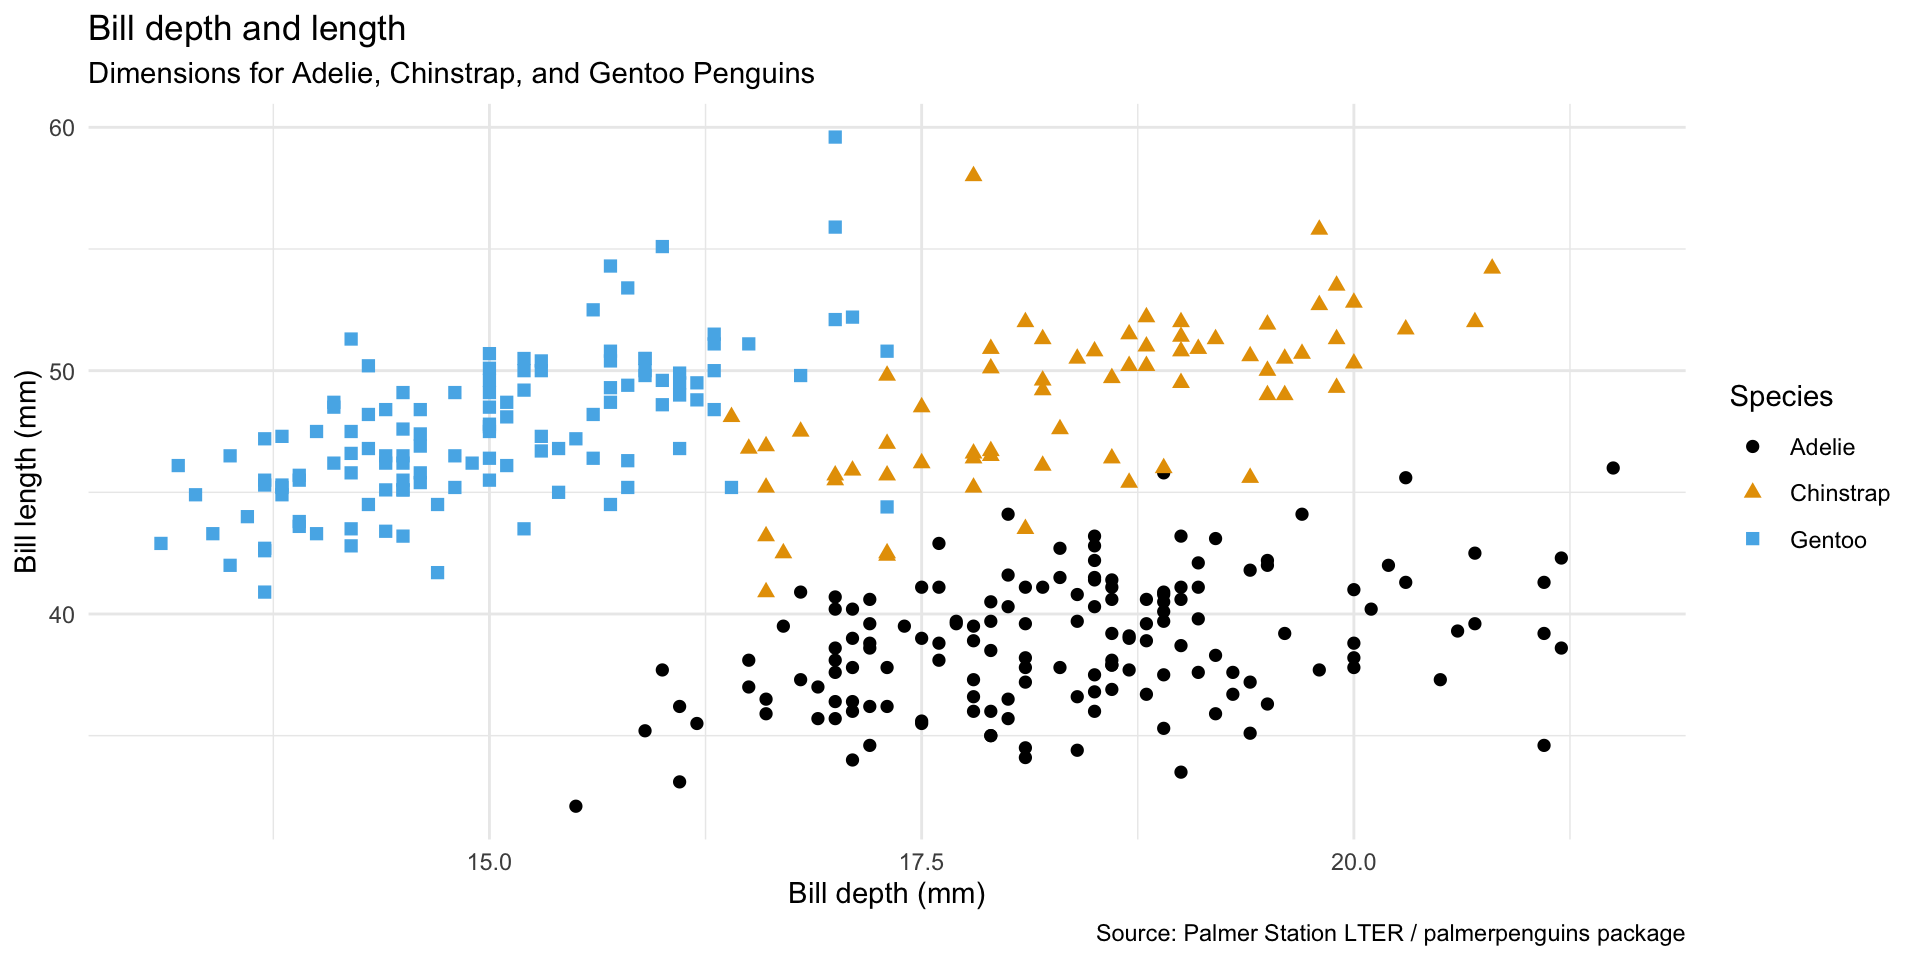 Bill depth and length
Dimensions for Adelie, Chinstrap, and Gentoo Penguins
60
50
40
Bill length (mm)
15.0 17.5 20.0
Bill depth (mm)
Species
Adelie
Chinstrap
Gentoo
Source: Palmer Station LTER / palmerpenguins package